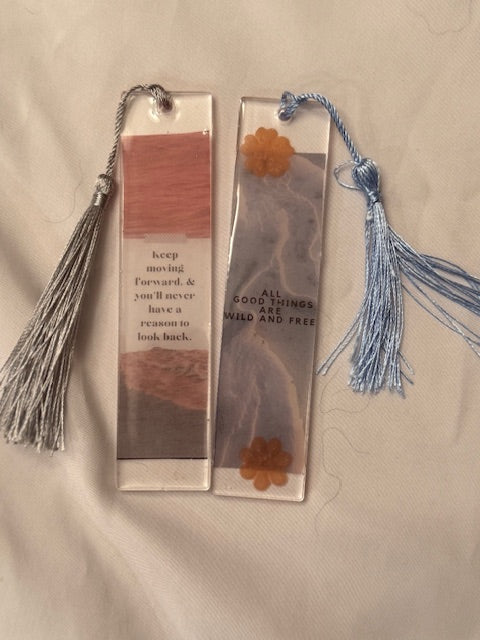 Keep
moving
forward, &
you'll never
have a
reason to
look back.
ALL
GOOD THINGS
ARE
WILD AND FREE